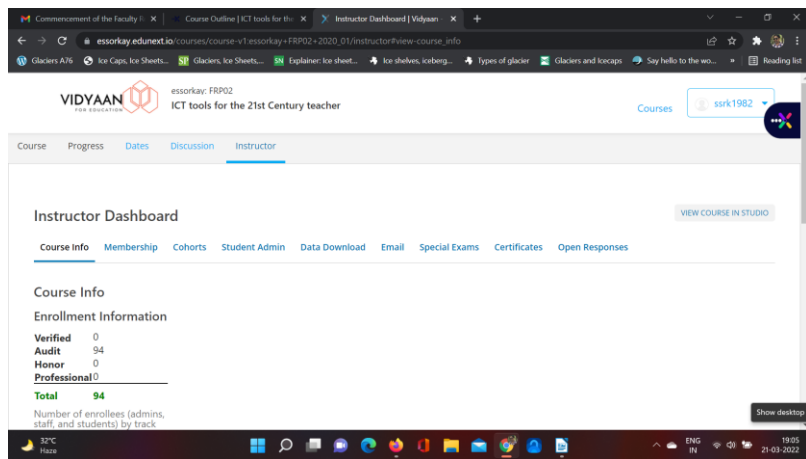 Commencement of the Faculty R
Course Outline | ICT tools for the
Instructor Dashboard | Vidyaan -
essorkay.edunext.io/courses/course-v1:essorkay+FRP02+2020_01/instructor#view-course_info
Glaciers A76
Ice Caps, Ice Sheets...
Glaciers, Ice Sheets,...
Explainer: Ice sheet...
Ice shelves, iceberg...
Types of glacier
Glaciers and Icecaps
Say hello to the wo...
»
Reading list
VIDYAAN
FOR EDUCATION
essorkay: FRP02
ICT tools for the 21st Century teacher
Courses
ssrk1982
Course Progress Dates Discussion Instructor
Instructor Dashboard
VIEW COURSE IN STUDIO
Course Info Membership Cohorts Student Admin Data Download Email Special Exams Certificates Open Responses
Course Info
Enrollment Information
Verified 0
Audit 94
Honor 0
Professional 0
Total 94
Number of enrollees (admins,
staff, and students) by track
Show desktop
32°C
Haze
ENG
IN
19:05
21-03-2022